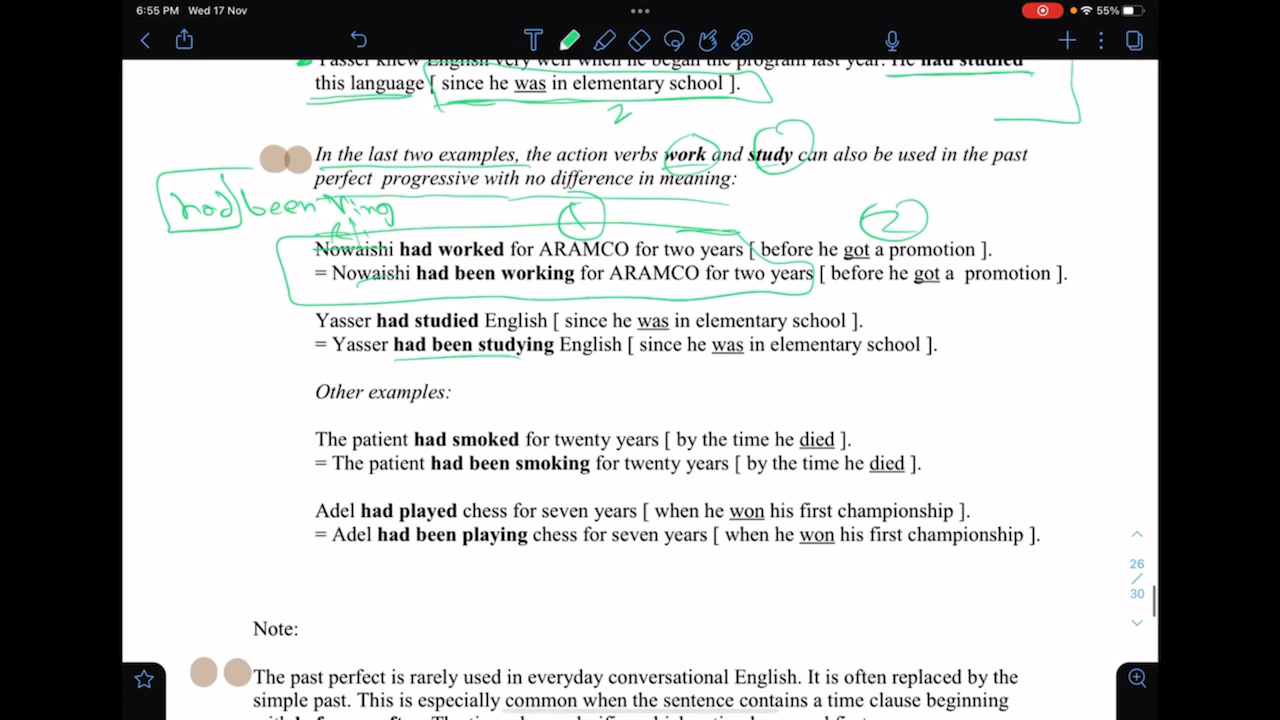 6:55 PM Wed 17 Nov
55%
Yasser knew English very well when he began the program last year. He had studied
this language [ since he was in elementary school ].
2
In the last two examples, the action verbs work and study can also be used in the past
perfect progressive with no difference in meaning:
had been Ving
1 2
Nowaishi had worked for ARAMCO for two years [ before he got a promotion ].
= Nowaishi had been working for ARAMCO for two years [ before he got a promotion ].
Yasser had studied English [ since he was in elementary school ].
= Yasser had been studying English [ since he was in elementary school ].
Other examples:
The patient had smoked for twenty years [ by the time he died ].
= The patient had been smoking for twenty years [ by the time he died ].
Adel had played chess for seven years [ when he won his first championship ].
= Adel had been playing chess for seven years [ when he won his first championship ].
26
/
30
Note:
The past perfect is rarely used in everyday conversational English. It is often replaced by the
simple past. This is especially common when the sentence contains a time clause beginning